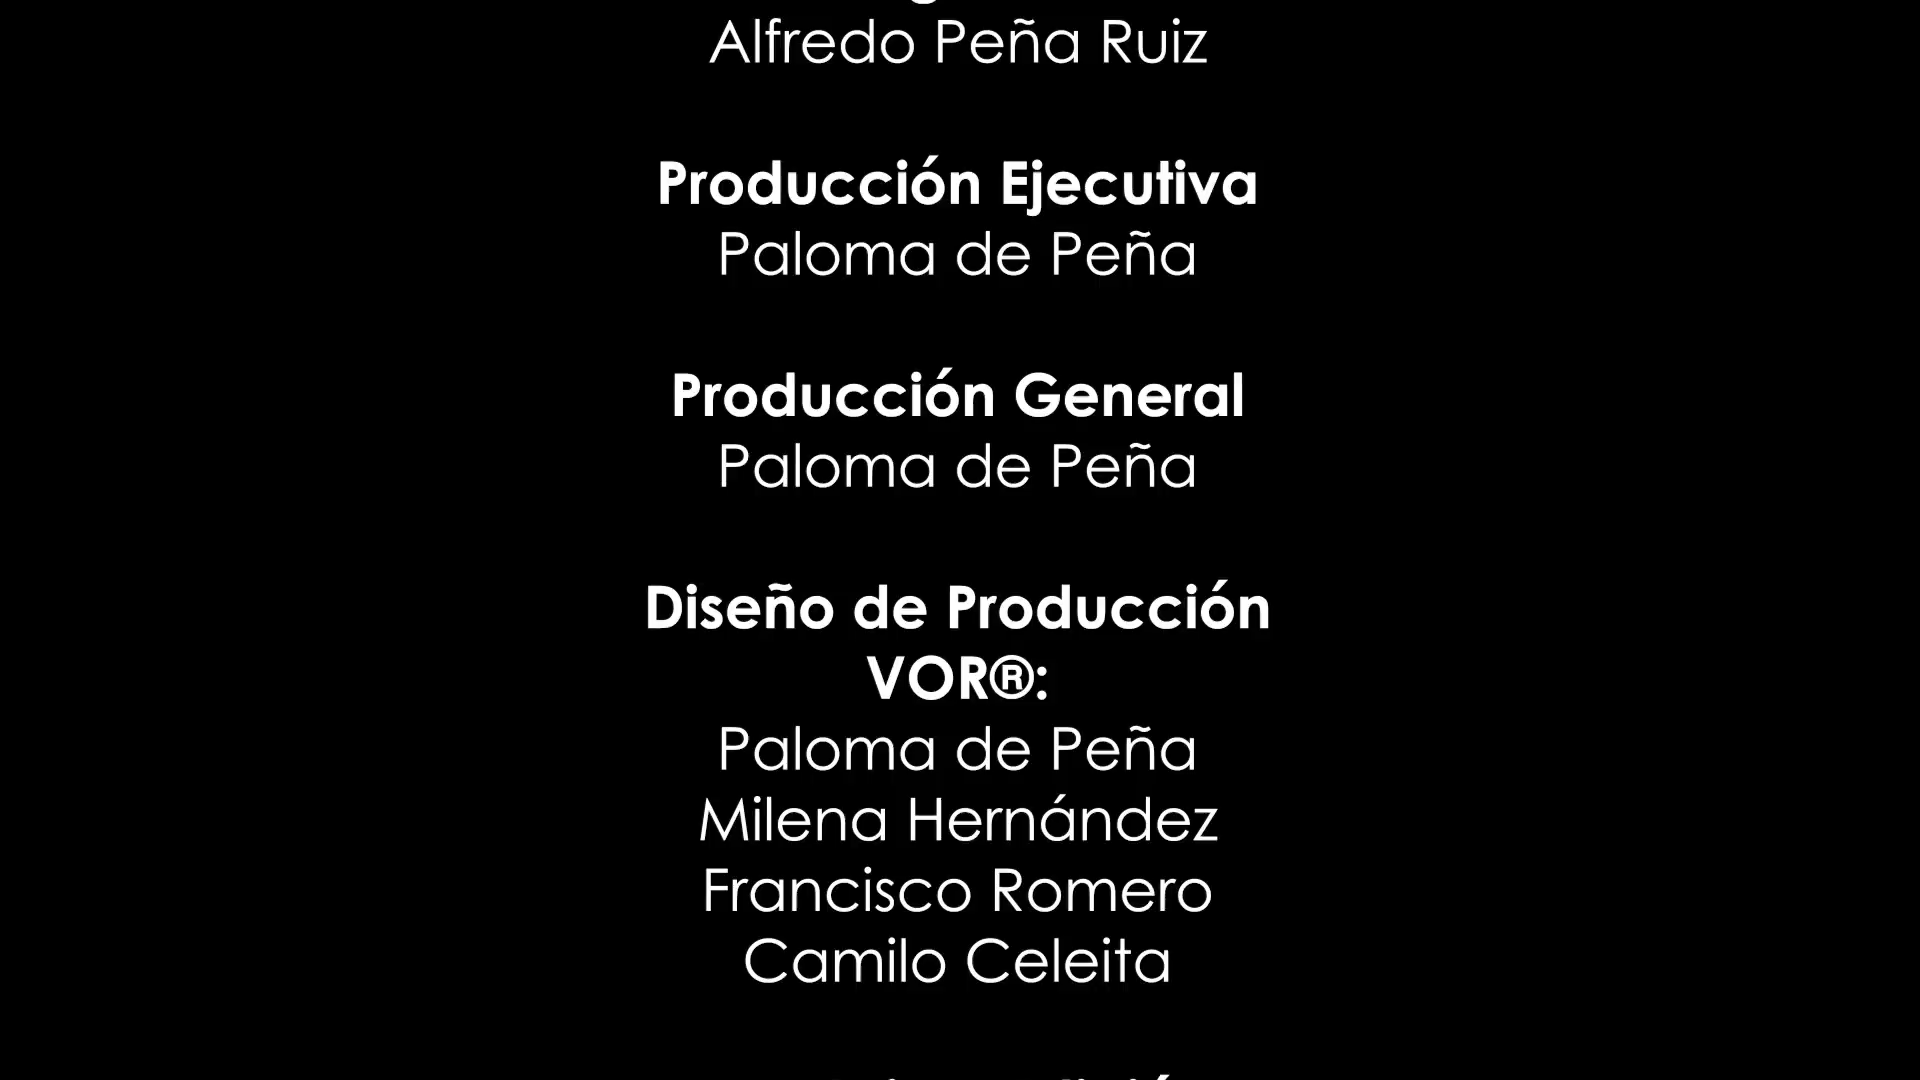 Alfredo Peña Ruiz
Producción Ejecutiva
Paloma de Peña
Producción General
Paloma de Peña
Diseño de Producción
VOR®:
Paloma de Peña
Milena Hernández
Francisco Romero
Camilo Celeita